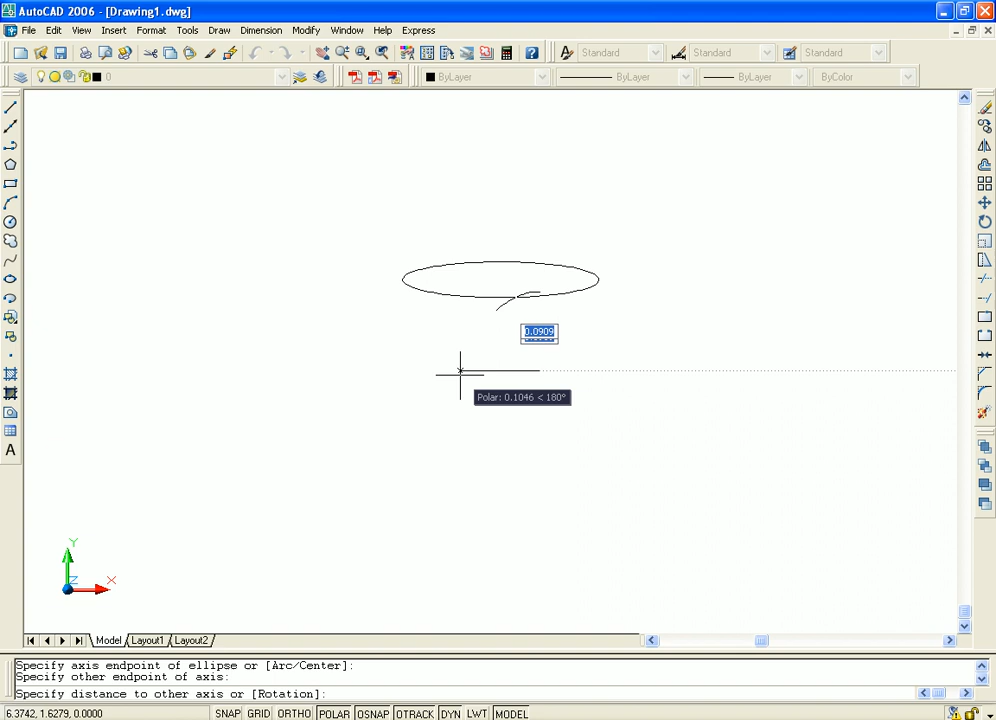 AutoCAD 2006 - [Drawing1.dwg]
File Edit View Insert Format Tools Draw Dimension Modify Window Help Express
Standard Standard Standard
0 ByLayer ByLayer ByLayer ByColor
0.0909
Polar: 0.1046 < 180°
A
Y
Z X
Model Layout1 Layout2
Specify axis endpoint of ellipse or [Arc/Center]:
Specify other endpoint of axis:
Specify distance to other axis or [Rotation]:
6.3742, 1.6279, 0.0000 SNAP GRID ORTHO POLAR OSNAP OTRACK DYN LWT MODEL